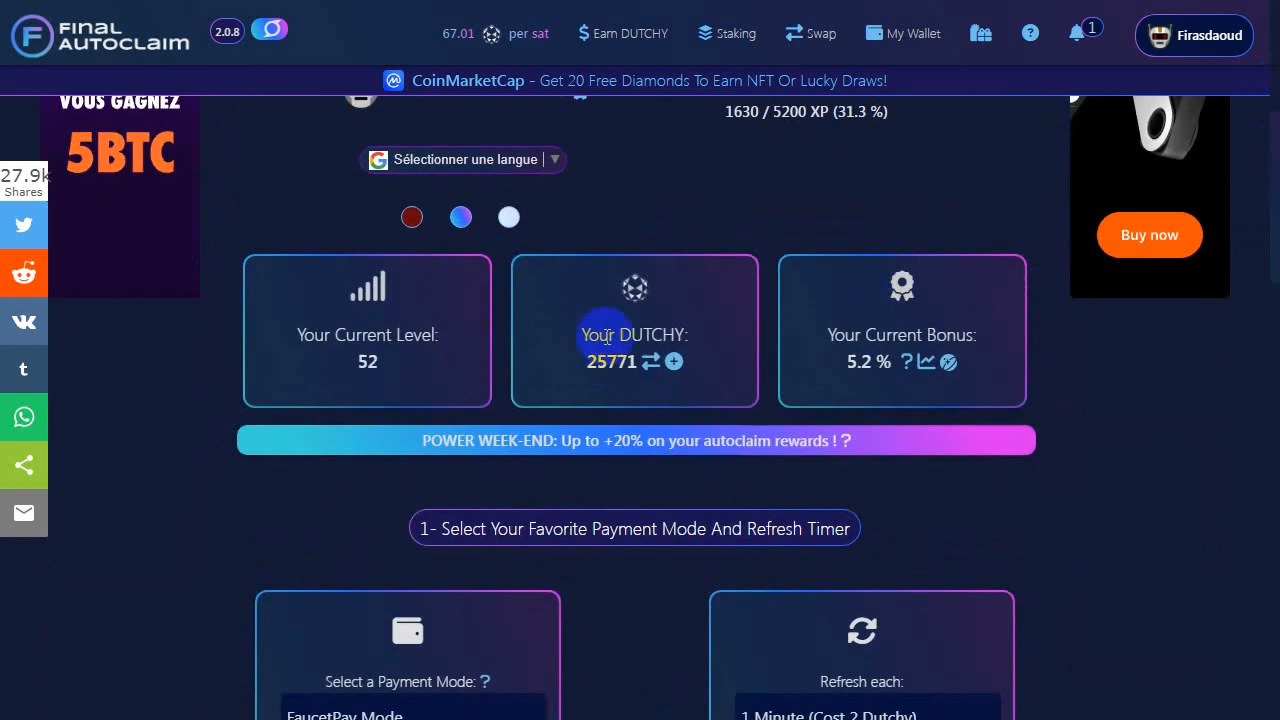 FINAL
AUTOCLAIM
2.0.8
67.01 per sat
$ Earn DUTCHY
Staking
Swap
My Wallet
?
1
Firasdaoud
CoinMarketCap - Get 20 Free Diamonds To Earn NFT Or Lucky Draws!
VOUS GAGNEZ
5BTC
1630 / 5200 XP (31.3 %)
G Sélectionner une langue ▼
27.9k
Shares
Buy now
Your Current Level:
52
Your DUTCHY:
25771
Your Current Bonus:
5.2 % ?
POWER WEEK-END: Up to +20% on your autoclaim rewards ! ?
1- Select Your Favorite Payment Mode And Refresh Timer
Select a Payment Mode: ?
FaucetPay Mode
Refresh each:
1 Minute (Cost 2 Dutchy)